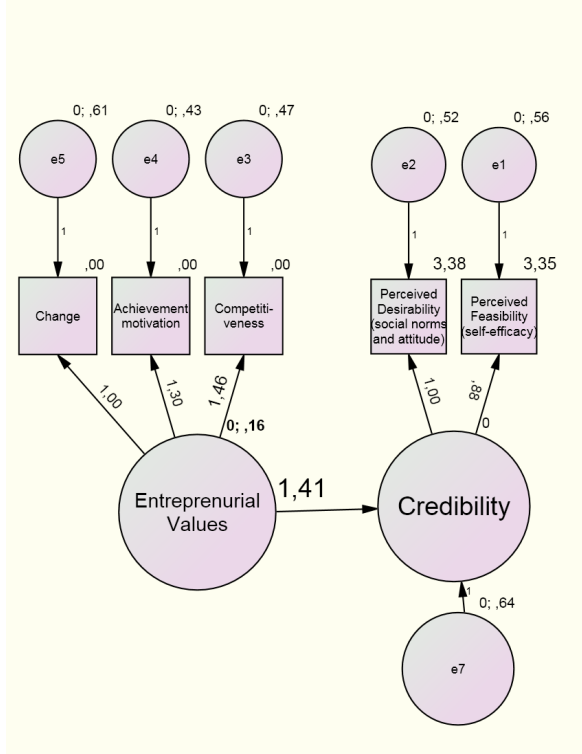 0; ,61
0; ,43
0; ,47
0; ,52
0; ,56
e5
e4
e3
e2
e1
1
1
1
1
1
,00
,00
,00
3,38
3,35
Change
Achievement
motivation
Competiti-
veness
Perceived
Desirability
(social norms
and attitude)
Perceived
Feasibility
(self-efficacy)
1,00
1,30
1,46
1,00
,88
0; ,16
0
Entreprenurial
Values
1,41
Credibility
1
0; ,64
e7